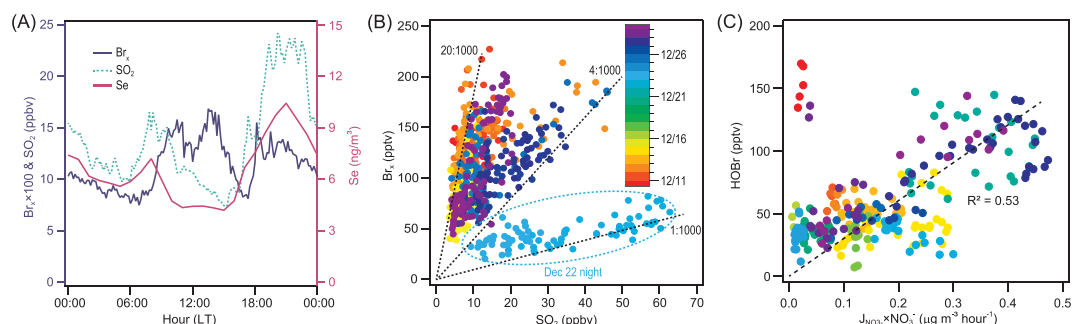 (A)
25
20
15
10
5
0
Brₓ×100 & SO₂ (ppbv)
Brₓ
SO₂
Se
15
12
9
6
3
0
Se (ng/m³)
00:00 06:00 12:00 18:00 00:00
Hour (LT)
(B)
250
200
150
100
50
0
Brₓ (pptv)
20:1000
4:1000
1:1000
12/26
12/21
12/16
12/11
Dec 22 night
0 10 20 30 40 50 60 70
SO₂ (ppbv)
(C)
200
150
100
50
0
HOBr (pptv)
R² = 0.53
0.0 0.1 0.2 0.3 0.4 0.5
J_NO3-×NO₃⁻ (μg m⁻³ hour⁻¹)